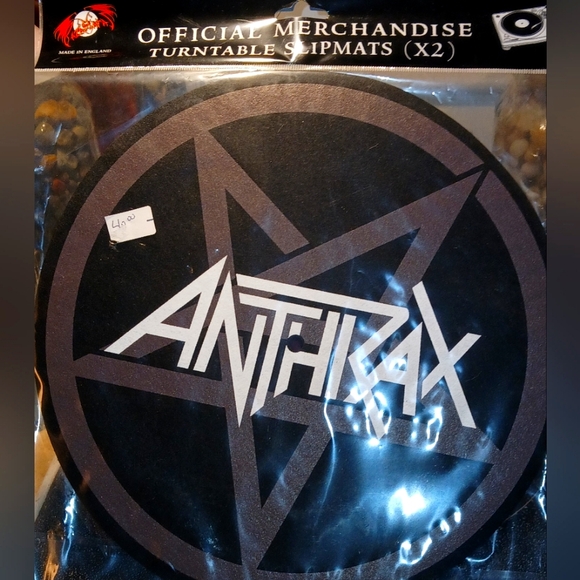 OFFICIAL MERCHANDISE
TURNTABLE SLIPMATS (X2)
MADE IN ENGLAND
ANTHRAX